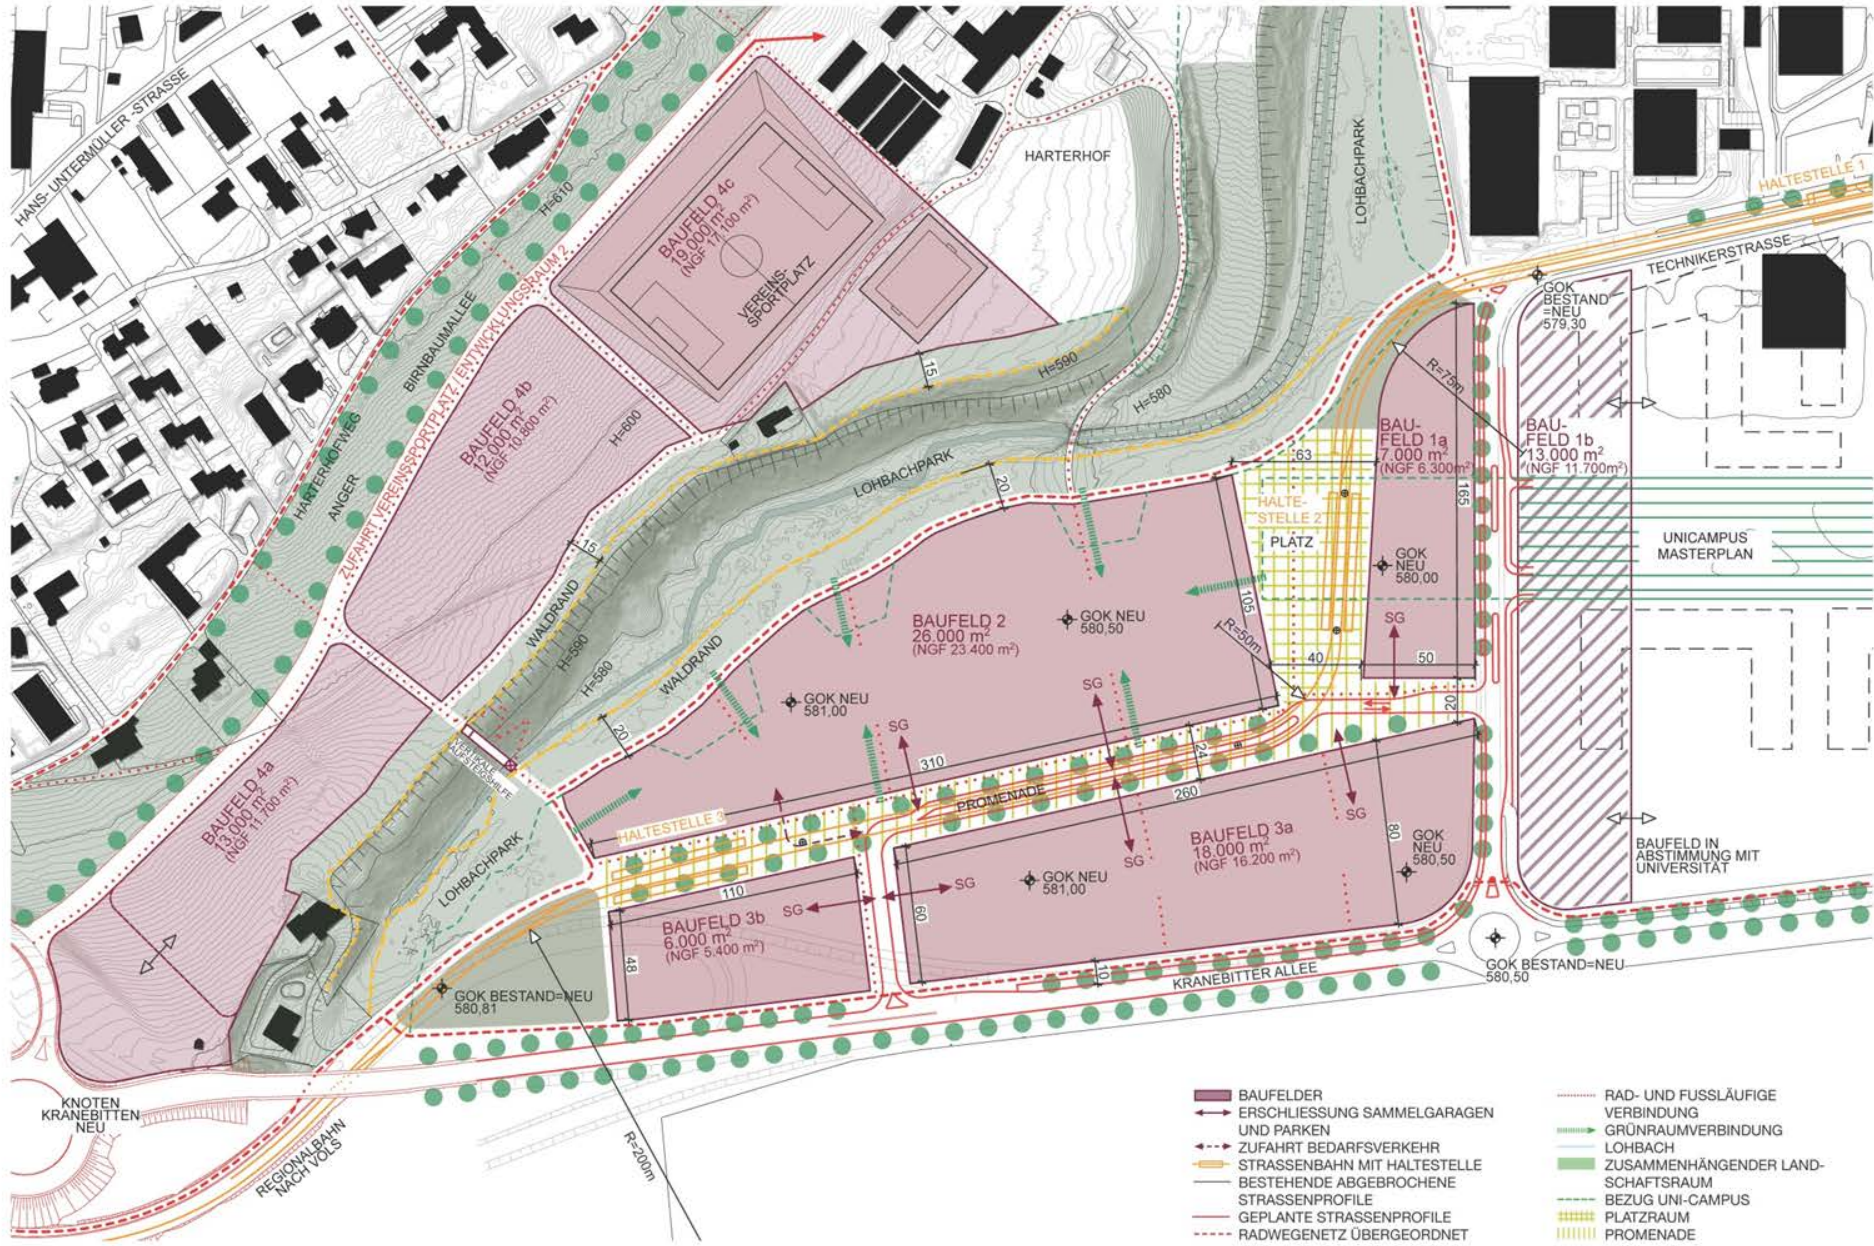 HANS- UNTERMÜLLER -STRASSE
H=610
BIRNBAUMALLEE
HARTERHOFWEG
ANGER
ZUFAHRT VEREINSSPORTPLATZ / ENTWICKLUNGSRAUM 2
BAUFELD 4c
19.000 m²
(NGF 17.100 m²)
VEREINS-
SPORTPLATZ
HARTERHOF
LOHBACHPARK
HALTESTELLE 1
TECHNIKERSTRASSE
GOK
BESTAND
=NEU
579,30
BAUFELD 4b
12.000 m²
(NGF 10.800 m²)
H=600
15
H=590
H=580
R=75m
BAU-
FELD 1a
7.000 m²
(NGF 6.300m²)
BAU-
FELD 1b
13.000 m²
(NGF 11.700m²)
63
165
LOHBACHPARK
20
HALTE-
STELLE 2
PLATZ
GOK
NEU
580,00
UNICAMPUS
MASTERPLAN
15
WALDRAND
H=590
H=580
WALDRAND
20
BAUFELD 2
26.000 m²
(NGF 23.400 m²)
GOK NEU
580,50
105
R=50m
SG
40
50
20
GOK NEU
581,00
SG
SG
310
24
VERTIKALE
AUFSTIEGSHILFE
BAUFELD 4a
13.000 m²
(NGF 11.700 m²)
PROMENADE
260
HALTESTELLE 3
SG
SG
BAUFELD 3a
18.000 m²
(NGF 16.200 m²)
80
GOK
NEU
580,50
BAUFELD IN
ABSTIMMUNG MIT
UNIVERSITÄT
LOHBACHPARK
110
SG
SG
GOK NEU
581,00
60
BAUFELD 3b
6.000 m²
(NGF 5.400 m²)
48
10
KRANEBITTER ALLEE
GOK BESTAND=NEU
580,50
GOK BESTAND=NEU
580,81
KNOTEN
KRANEBITTEN
NEU
REGIONALBAHN
NACH VÖLS
R=200m
BAUFELDER
ERSCHLIESSUNG SAMMELGARAGEN
UND PARKEN
ZUFAHRT BEDARFSVERKEHR
STRASSENBAHN MIT HALTESTELLE
BESTEHENDE ABGEBROCHENE
STRASSENPROFILE
GEPLANTE STRASSENPROFILE
RADWEGENETZ ÜBERGEORDNET
RAD- UND FUSSLÄUFIGE
VERBINDUNG
GRÜNRAUMVERBINDUNG
LOHBACH
ZUSAMMENHÄNGENDER LAND-
SCHAFTSRAUM
BEZUG UNI-CAMPUS
PLATZRAUM
PROMENADE